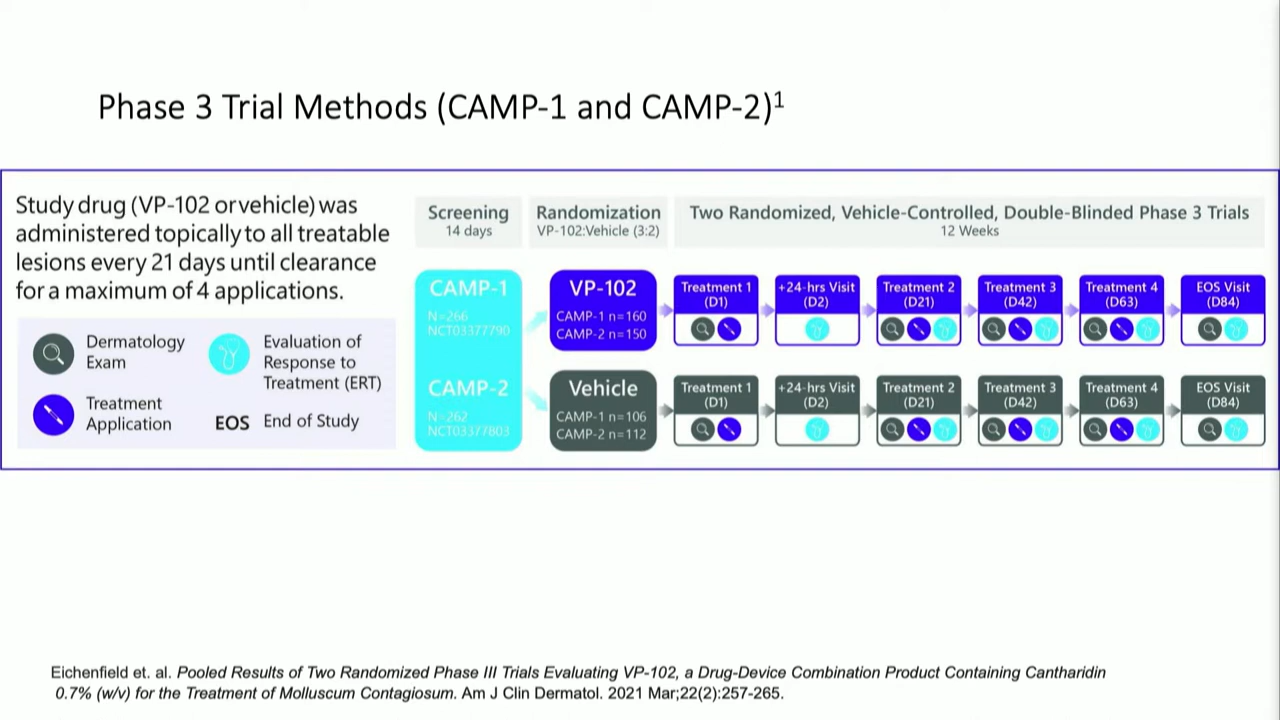 Phase 3 Trial Methods (CAMP-1 and CAMP-2)¹
Study drug (VP-102 or vehicle) was
administered topically to all treatable
lesions every 21 days until clearance
for a maximum of 4 applications.
Dermatology
Exam
Evaluation of
Response to
Treatment (ERT)
Treatment
Application
EOS End of Study
Screening
14 days
Randomization
VP-102:Vehicle (3:2)
Two Randomized, Vehicle-Controlled, Double-Blinded Phase 3 Trials
12 Weeks
CAMP-1
N=266
NCT03377790
CAMP-2
N=262
NCT03377803
VP-102
CAMP-1 n=160
CAMP-2 n=150
Treatment 1
(D1)
+24-hrs Visit
(D2)
Treatment 2
(D21)
Treatment 3
(D42)
Treatment 4
(D63)
EOS Visit
(D84)
Vehicle
CAMP-1 n=106
CAMP-2 n=112
Treatment 1
(D1)
+24-hrs Visit
(D2)
Treatment 2
(D21)
Treatment 3
(D42)
Treatment 4
(D63)
EOS Visit
(D84)
Eichenfield et. al. Pooled Results of Two Randomized Phase III Trials Evaluating VP-102, a Drug-Device Combination Product Containing Cantharidin
0.7% (w/v) for the Treatment of Molluscum Contagiosum. Am J Clin Dermatol. 2021 Mar;22(2):257-265.